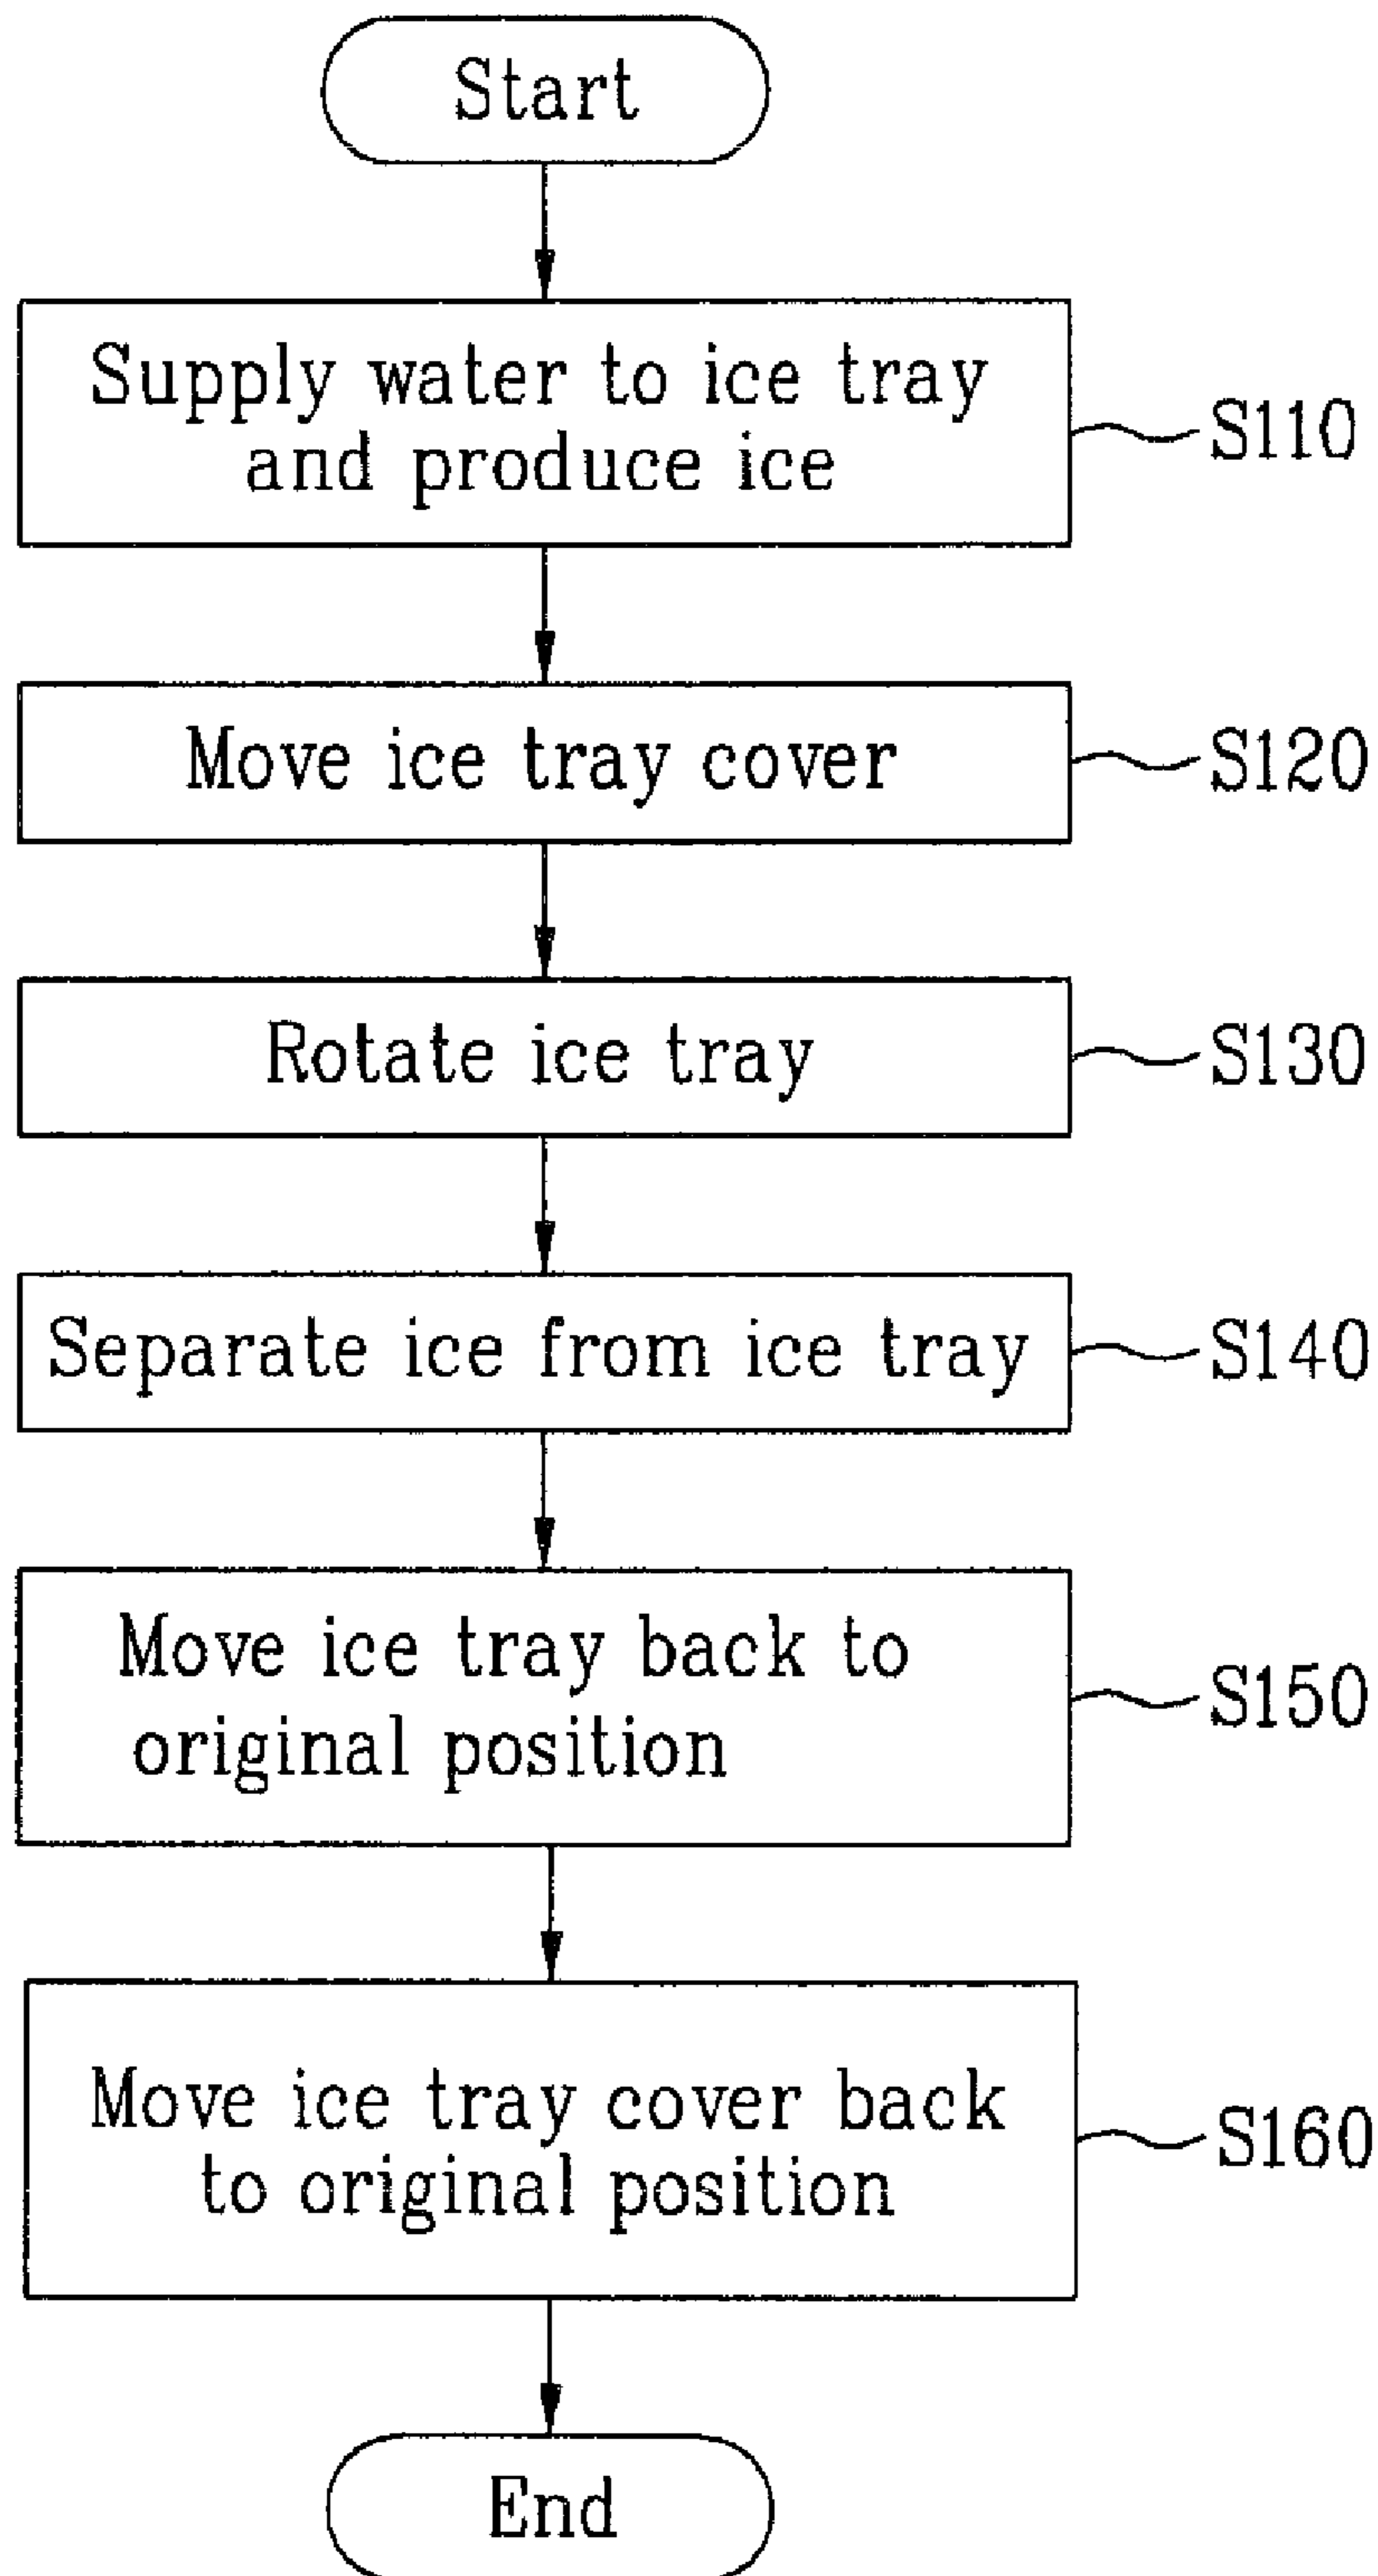 Start
Supply water to ice tray
and produce ice
S110
Move ice tray cover
S120
Rotate ice tray
S130
Separate ice from ice tray
S140
Move ice tray back to
original position
S150
Move ice tray cover back
to original position
S160
End